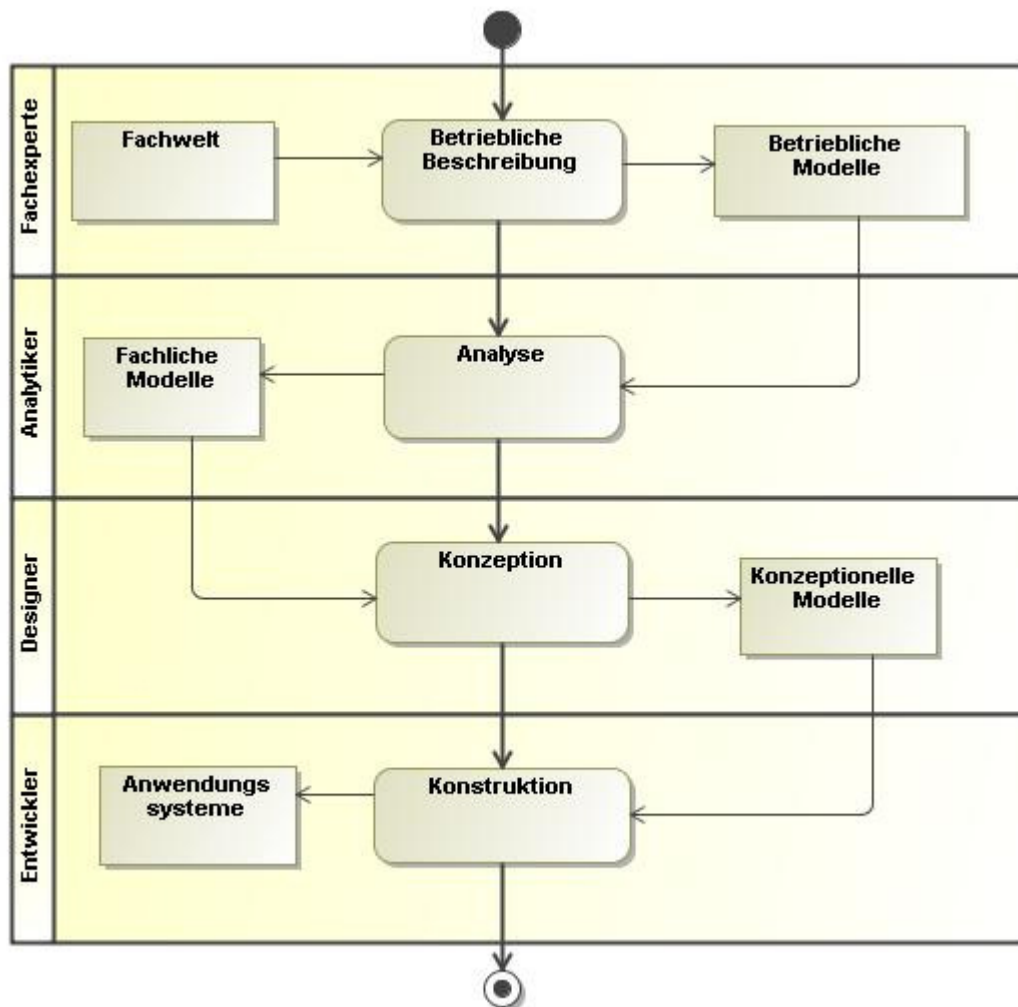 Fachexperte
Fachwelt
Betriebliche
Beschreibung
Betriebliche
Modelle
Analytiker
Fachliche
Modelle
Analyse
Designer
Konzeption
Konzeptionelle
Modelle
Entwickler
Anwendungs
systeme
Konstruktion